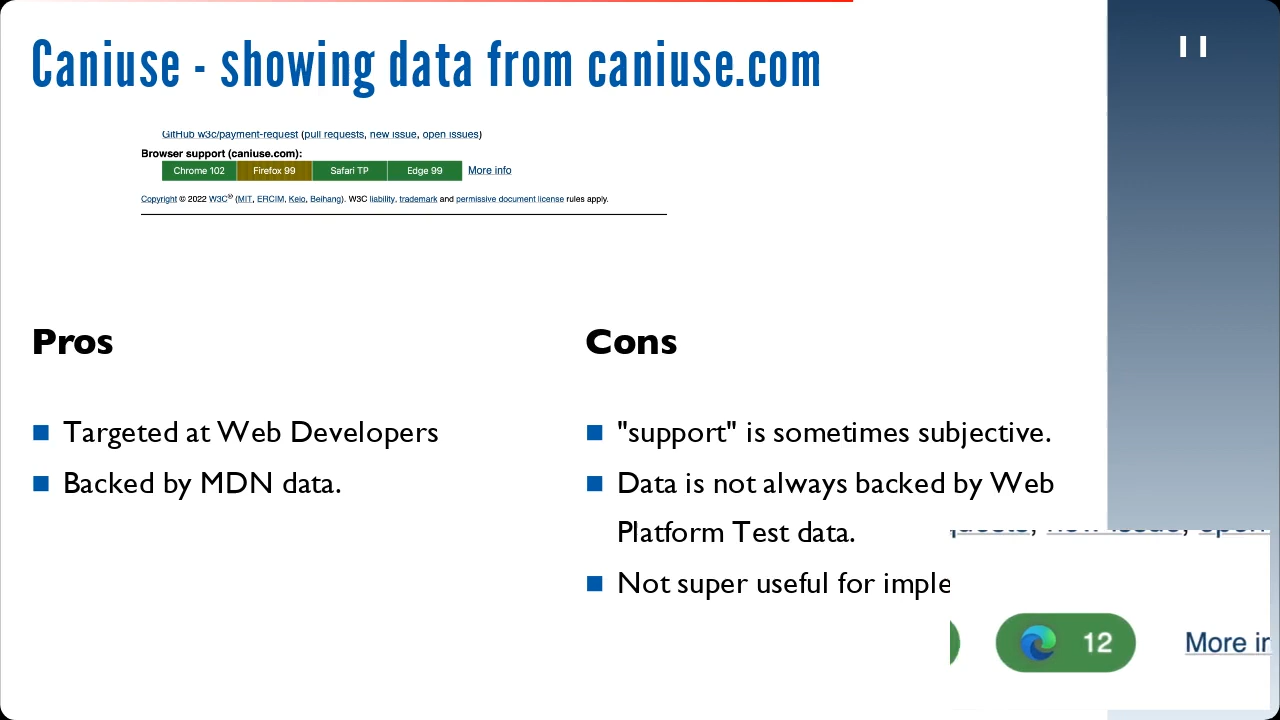 Caniuse - showing data from caniuse.com
GitHub w3c/payment-request (pull requests, new issue, open issues)
Browser support (caniuse.com):
Chrome 102 Firefox 99 Safari TP Edge 99 More info
Copyright © 2022 W3C® (MIT, ERCIM, Keio, Beihang). W3C liability, trademark and permissive document license rules apply.
Pros
Targeted at Web Developers
Backed by MDN data.
Cons
"support" is sometimes subjective.
Data is not always backed by Web
Platform Test data.
Not super useful for imple
12 More in